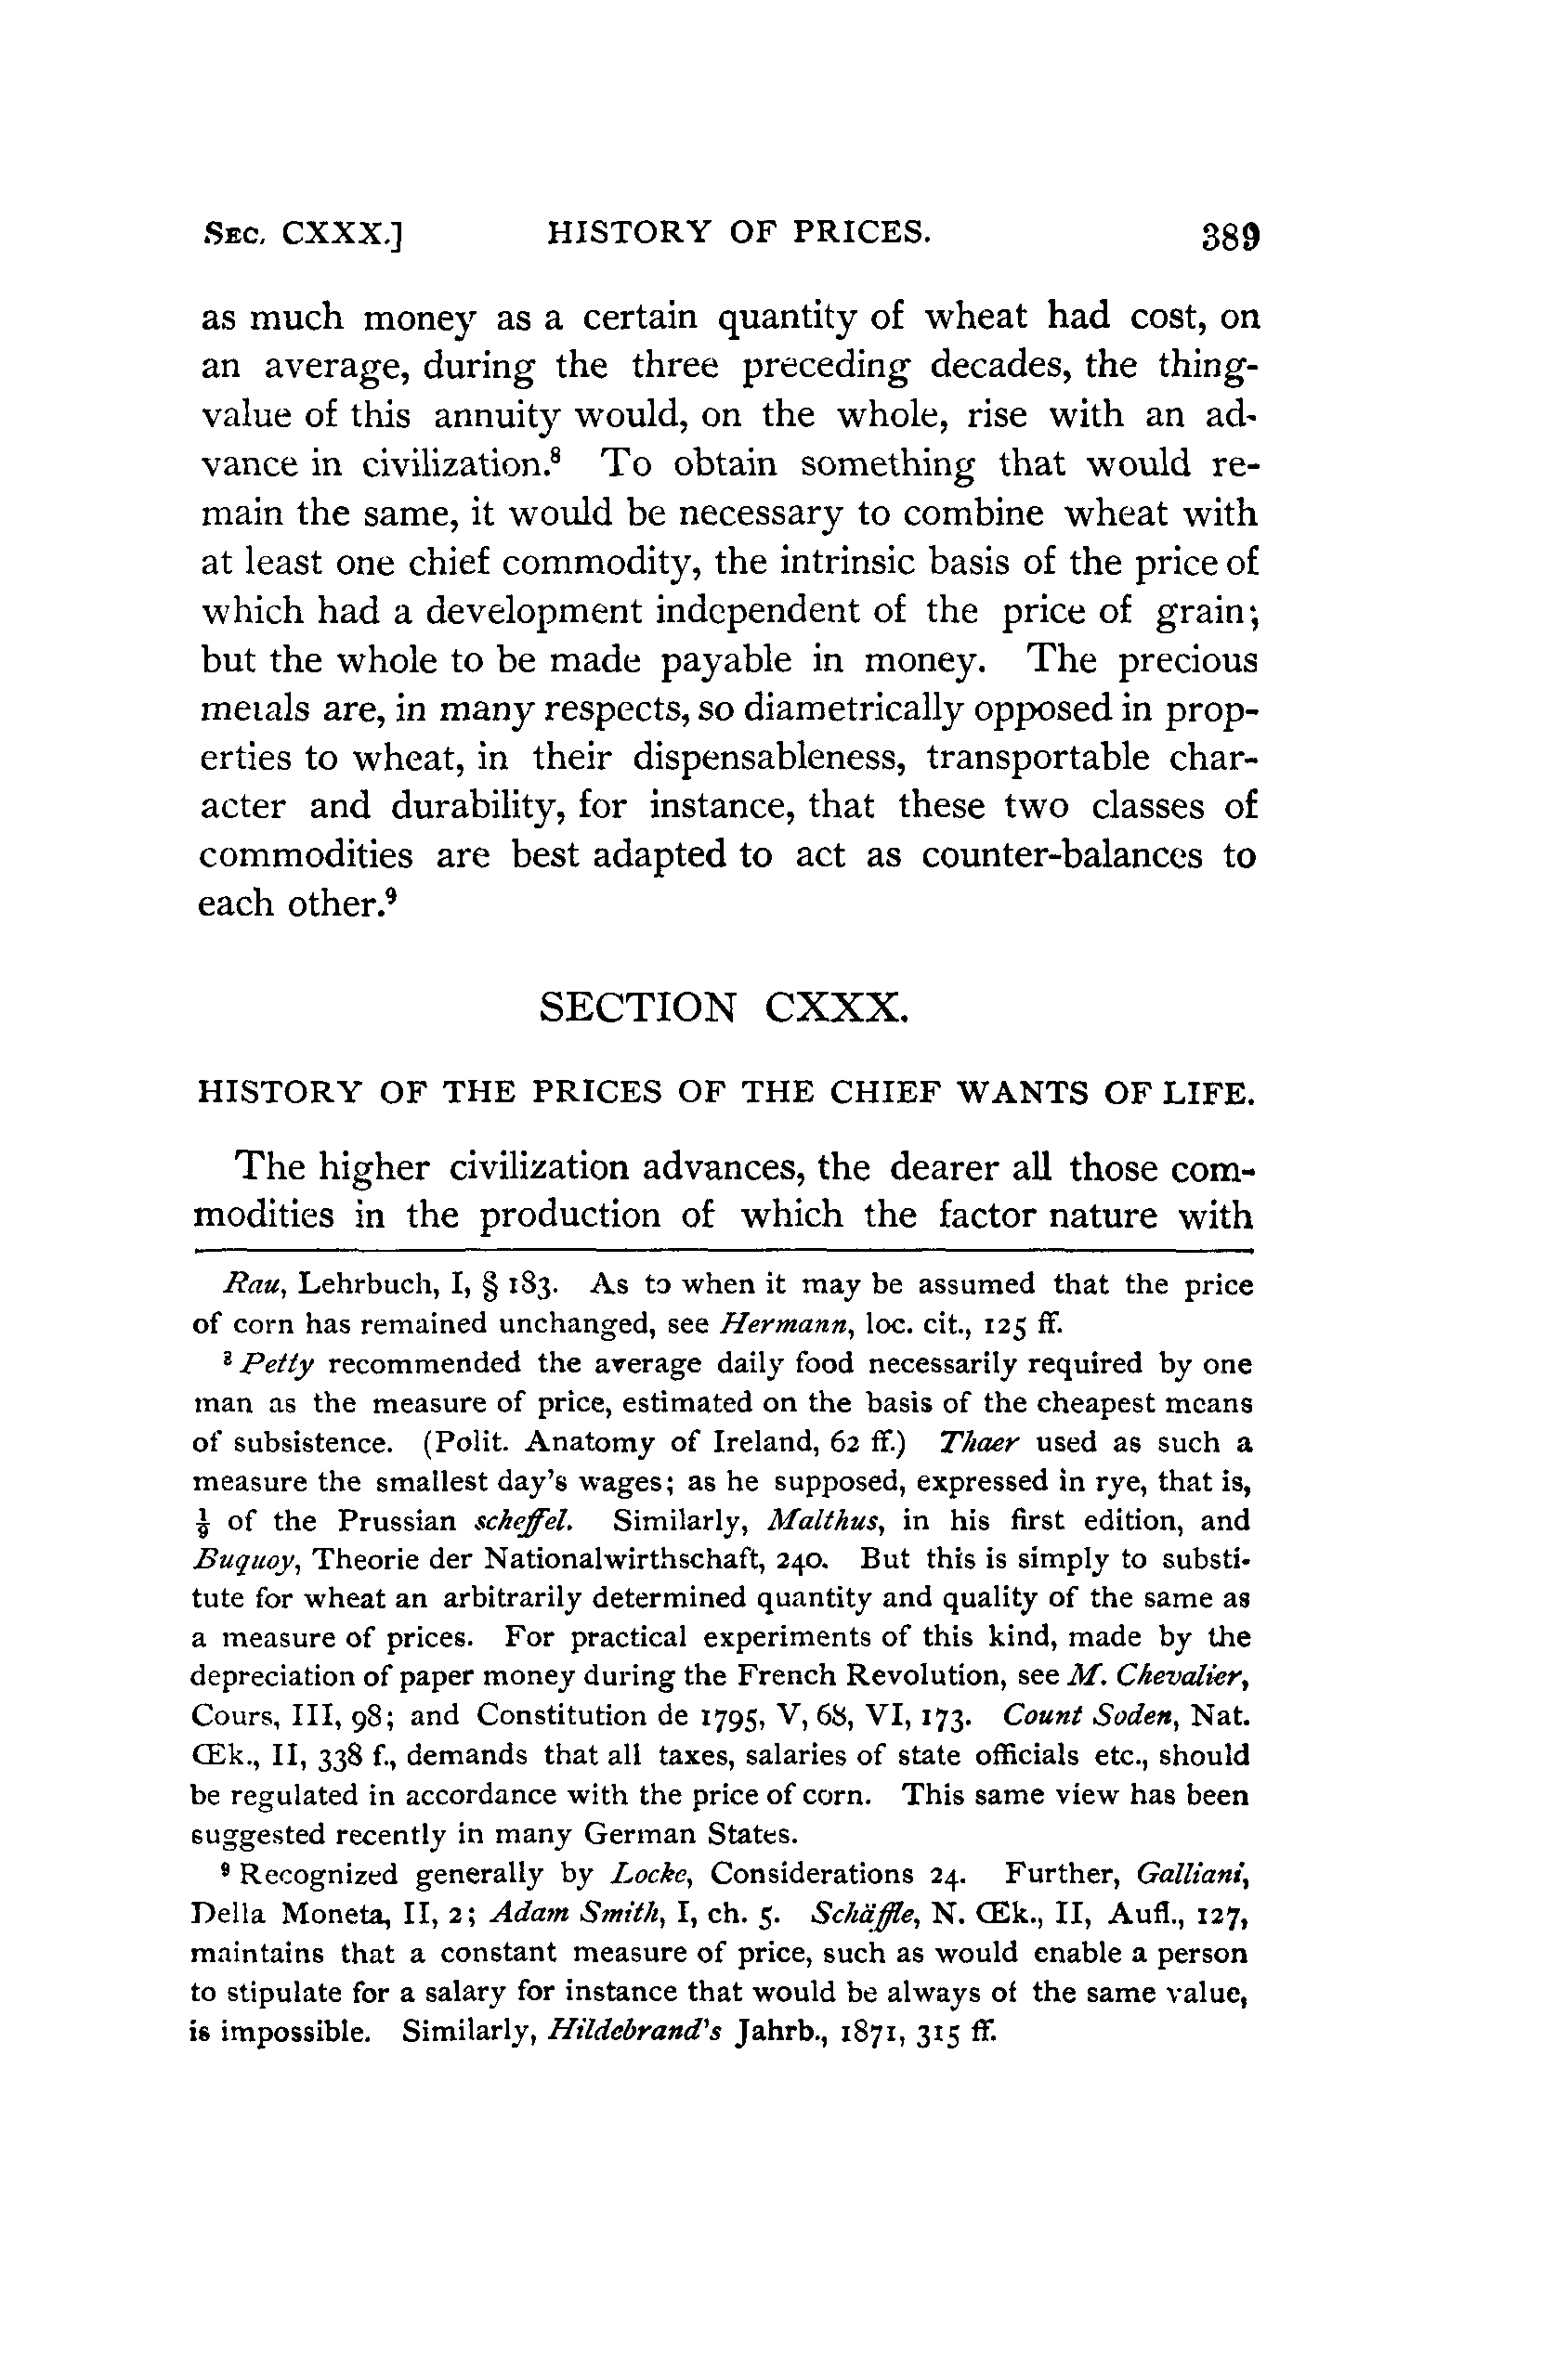 SEC. CXXX.] HISTORY OF PRICES. 389
as much money as a certain quantity of wheat had cost, on
an average, during the three preceding decades, the thing-
value of this annuity would, on the whole, rise with an ad-
vance in civilization.⁸ To obtain something that would re-
main the same, it would be necessary to combine wheat with
at least one chief commodity, the intrinsic basis of the price of
which had a development independent of the price of grain;
but the whole to be made payable in money. The precious
metals are, in many respects, so diametrically opposed in prop-
erties to wheat, in their dispensableness, transportable char-
acter and durability, for instance, that these two classes of
commodities are best adapted to act as counter-balances to
each other.⁹
SECTION CXXX.
HISTORY OF THE PRICES OF THE CHIEF WANTS OF LIFE.
The higher civilization advances, the dearer all those com-
modities in the production of which the factor nature with
Rau, Lehrbuch, I, § 183. As to when it may be assumed that the price
of corn has remained unchanged, see Hermann, loc. cit., 125 ff.
⁸ Petty recommended the average daily food necessarily required by one
man as the measure of price, estimated on the basis of the cheapest means
of subsistence. (Polit. Anatomy of Ireland, 62 ff.) Thaer used as such a
measure the smallest day's wages; as he supposed, expressed in rye, that is,
⅑ of the Prussian scheffel. Similarly, Malthus, in his first edition, and
Buquoy, Theorie der Nationalwirthschaft, 240. But this is simply to substi-
tute for wheat an arbitrarily determined quantity and quality of the same as
a measure of prices. For practical experiments of this kind, made by the
depreciation of paper money during the French Revolution, see M. Chevalier,
Cours, III, 98; and Constitution de 1795, V, 68, VI, 173. Count Soden, Nat.
Œk., II, 338 f., demands that all taxes, salaries of state officials etc., should
be regulated in accordance with the price of corn. This same view has been
suggested recently in many German States.
⁹ Recognized generally by Locke, Considerations 24. Further, Galliani,
Della Moneta, II, 2; Adam Smith, I, ch. 5. Schäffle, N. Œk., II, Aufl., 127,
maintains that a constant measure of price, such as would enable a person
to stipulate for a salary for instance that would be always of the same value,
is impossible. Similarly, Hildebrand's Jahrb., 1871, 315 ff.